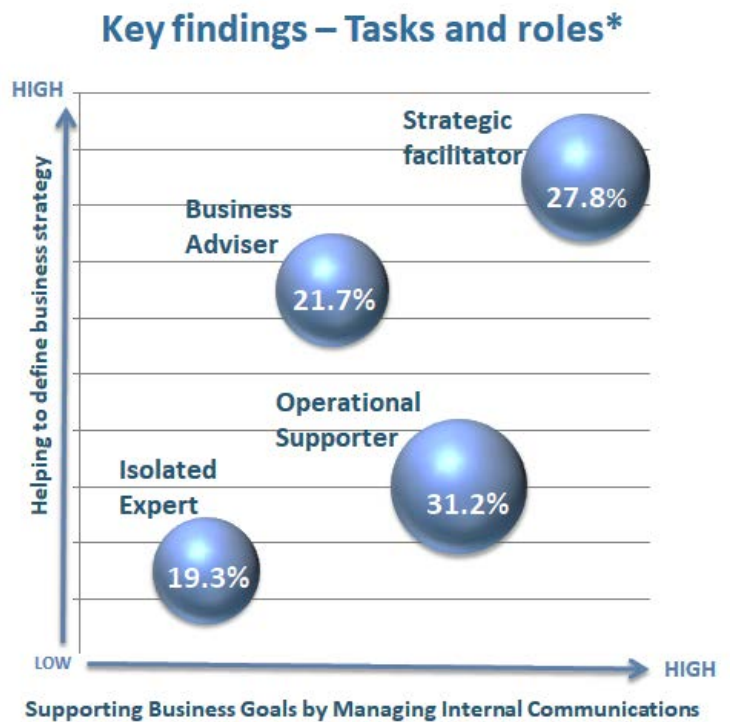 Key findings – Tasks and roles*
HIGH
Strategic
facilitator
27.8%
Business
Adviser
21.7%
Helping to define business strategy
Operational
Supporter
31.2%
Isolated
Expert
19.3%
LOW
HIGH
Supporting Business Goals by Managing Internal Communications